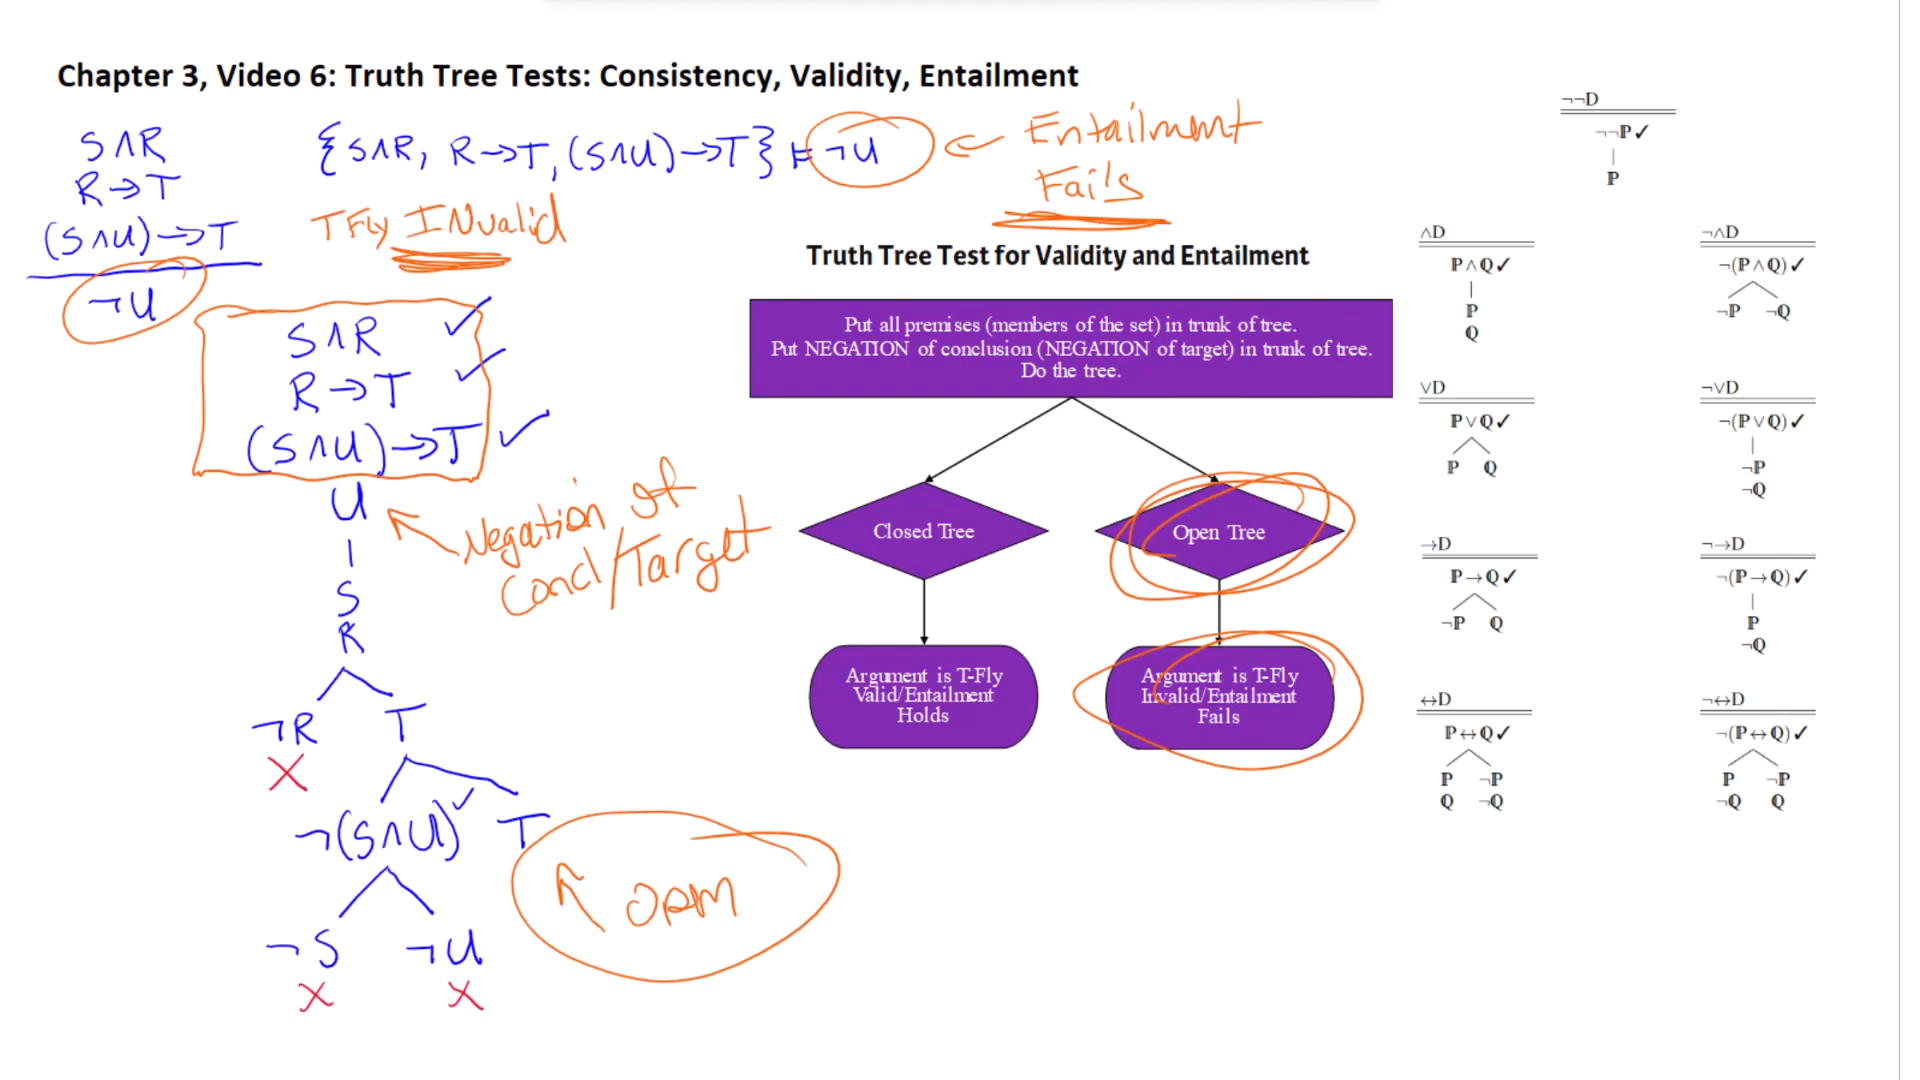 Chapter 3, Video 6: Truth Tree Tests: Consistency, Validity, Entailment
S∧R
R→T
(S∧U)→T
¬U
{S∧R, R→T, (S∧U)→T} ⊨ ¬U
Entailment
Fails
TFly INvalid
S∧R ✓
R→T ✓
(S∧U)→T ✓
U
Negation of
Concl/Target
S
R
¬R T
X
¬(S∧U)✓ T
¬S ¬U
X X
OPEN
Truth Tree Test for Validity and Entailment
Put all premises (members of the set) in trunk of tree.
Put NEGATION of conclusion (NEGATION of target) in trunk of tree.
Do the tree.
Closed Tree
Open Tree
Argument is T-Fly
Valid/Entailment
Holds
Argument is T-Fly
Invalid/Entailment
Fails
¬¬D
¬¬P✓
P
∧D
P∧Q✓
P
Q
¬∧D
¬(P∧Q)✓
¬P ¬Q
∨D
P∨Q✓
P Q
¬∨D
¬(P∨Q)✓
¬P
¬Q
→D
P→Q✓
¬P Q
¬→D
¬(P→Q)✓
P
¬Q
↔D
P↔Q✓
P ¬P
Q ¬Q
¬↔D
¬(P↔Q)✓
P ¬P
¬Q Q